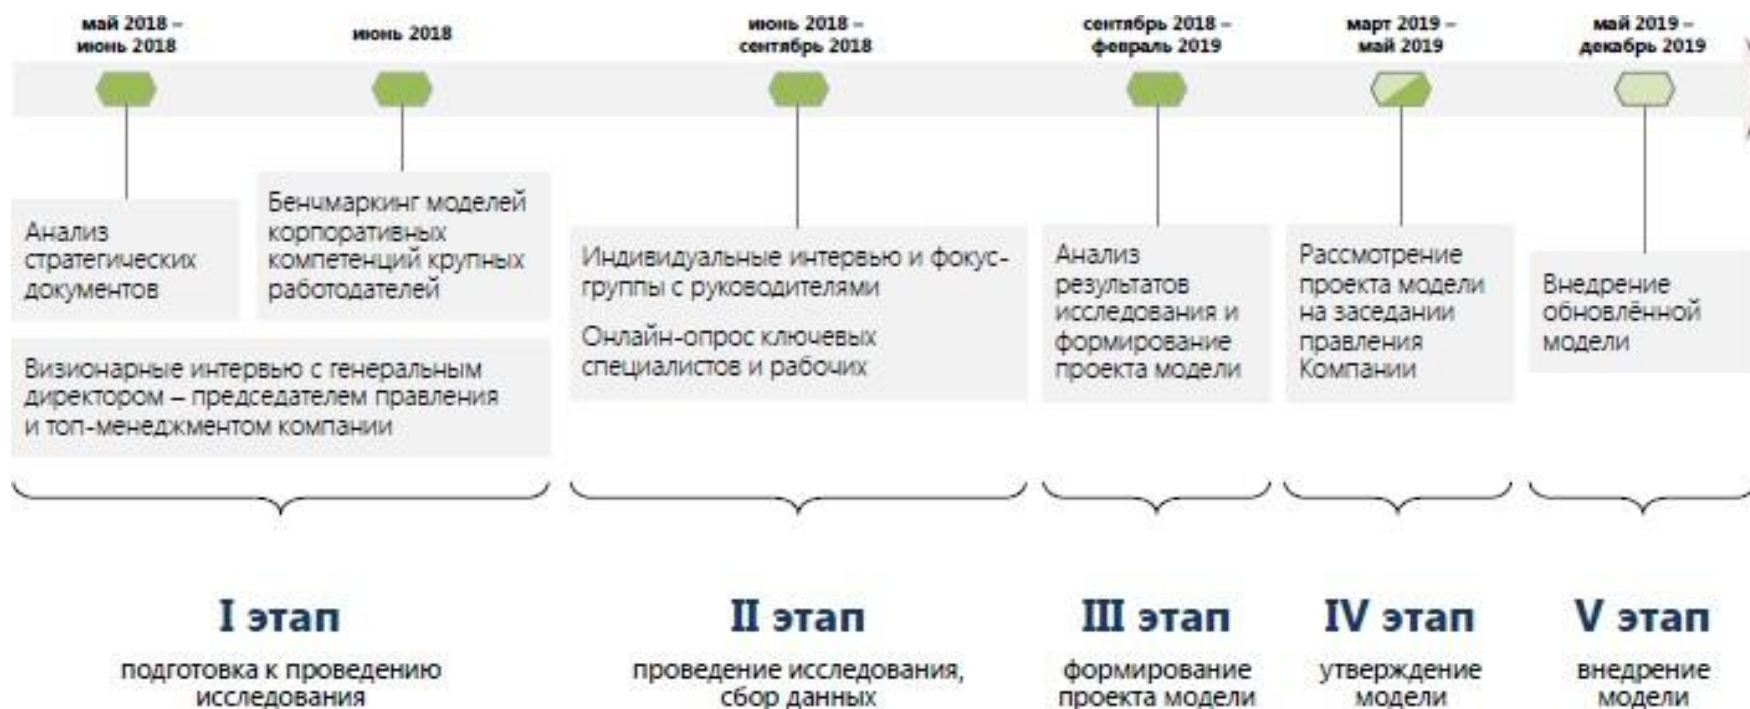 май 2018 –
июнь 2018
июнь 2018
июнь 2018 –
сентябрь 2018
сентябрь 2018 –
февраль 2019
март 2019 –
май 2019
май 2019 –
декабрь 2019
Анализ
стратегических
документов
Бенчмаркинг моделей
корпоративных
компетенций крупных
работодателей
Визионарные интервью с генеральным
директором – председателем правления
и топ-менеджментом компании
Индивидуальные интервью и фокус-
группы с руководителями
Онлайн-опрос ключевых
специалистов и рабочих
Анализ
результатов
исследования и
формирование
проекта модели
Рассмотрение
проекта модели
на заседании
правления
Компании
Внедрение
обновлённой
модели
I этап
подготовка к проведению
исследования
II этап
проведение исследования,
сбор данных
III этап
формирование
проекта модели
IV этап
утверждение
модели
V этап
внедрение
модели